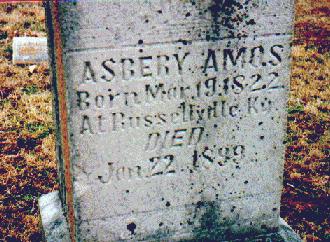 ASBERY AMOS
Born Mar. 19, 1822
At Russellville, Ky.
DIED
Jan. 22, 1899